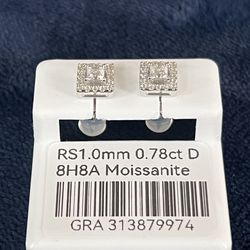 RS1.0mm 0.78ct D
8H8A Moissanite
GRA 313879974